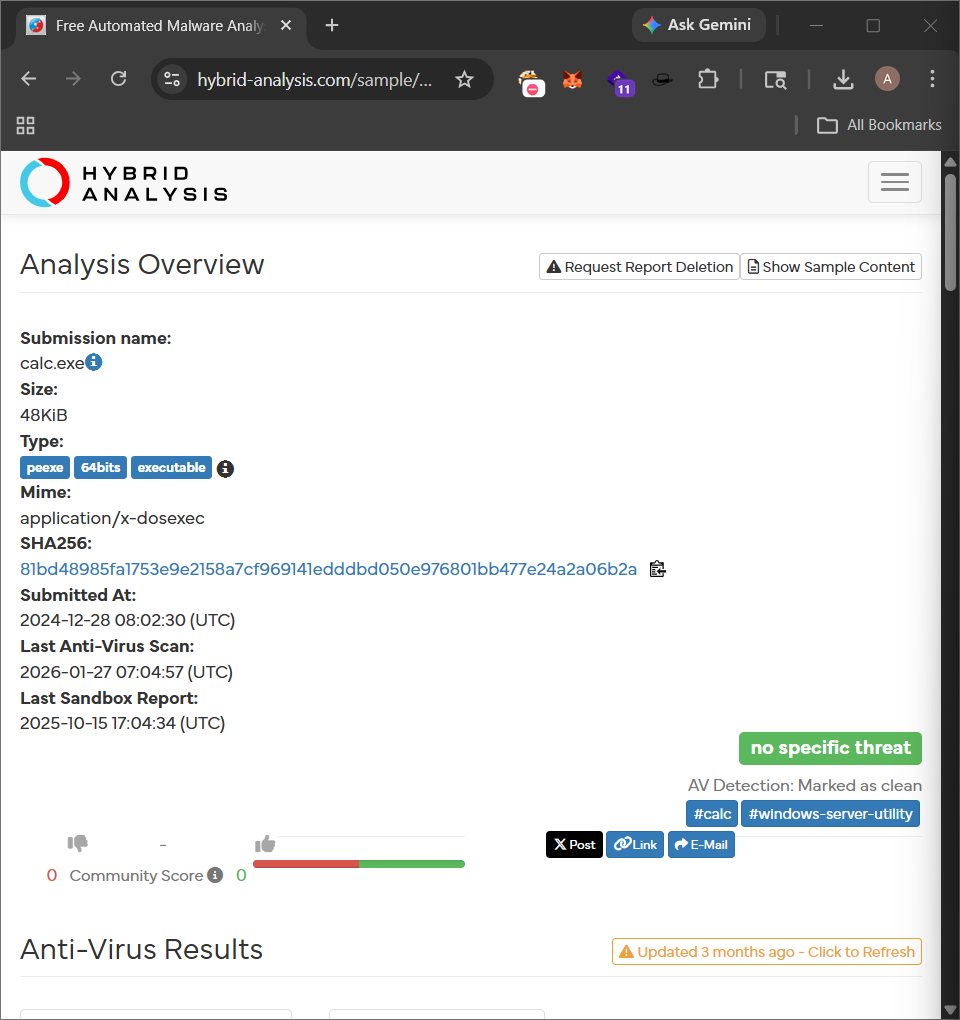 Free Automated Malware Analy
Ask Gemini
hybrid-analysis.com/sample/...
11
A
All Bookmarks
HYBRID
ANALYSIS
Analysis Overview
Request Report Deletion
Show Sample Content
Submission name:
calc.exe
Size:
48KiB
Type:
peexe 64bits executable
Mime:
application/x-dosexec
SHA256:
81bd48985fa1753e9e2158a7cf969141edddbd050e976801bb477e24a2a06b2a
Submitted At:
2024-12-28 08:02:30 (UTC)
Last Anti-Virus Scan:
2026-01-27 07:04:57 (UTC)
Last Sandbox Report:
2025-10-15 17:04:34 (UTC)
no specific threat
AV Detection: Marked as clean
#calc #windows-server-utility
X Post Link E-Mail
-
0 Community Score 0
Anti-Virus Results
Updated 3 months ago - Click to Refresh